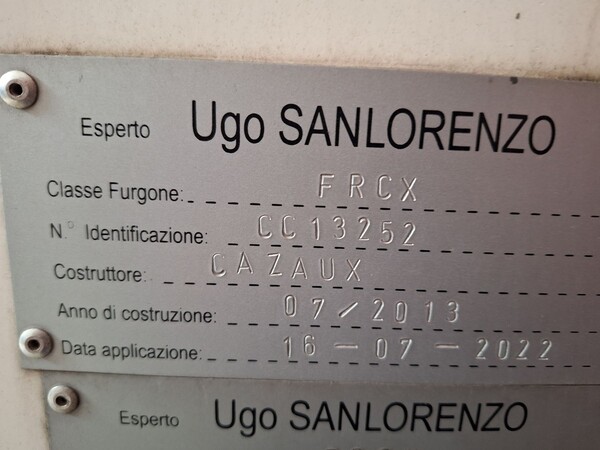 Esperto Ugo SANLORENZO
Classe Furgone: FRCX
N.° Identificazione: CC13252
Costruttore: CAZAUX
Anno di costruzione: 07/2013
Data applicazione: 16-07-2022
Esperto Ugo SANLORENZO